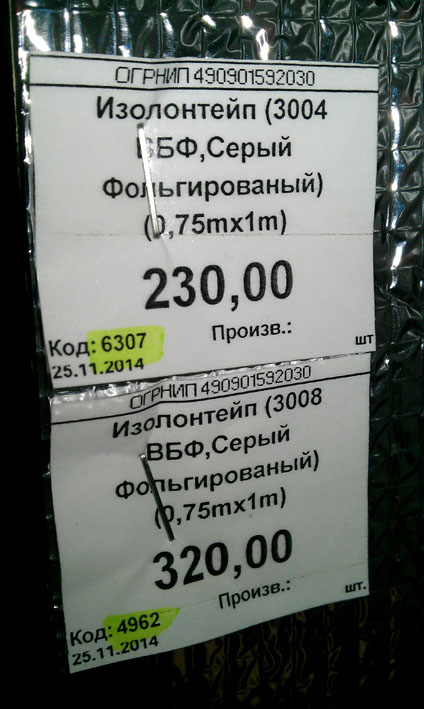 ОГРНИП 490901592030
Изолонтейп (3004
ВБФ,Серый
Фольгированый)
(0,75mx1m)
230,00
Произв.:
шт
Код: 6307
25.11.2014
ОГРНИП 490901592030
Изолонтейп (3008
ВБФ,Серый
Фольгированый)
(0,75mx1m)
320,00
Произв.:
шт.
Код: 4962
25.11.2014